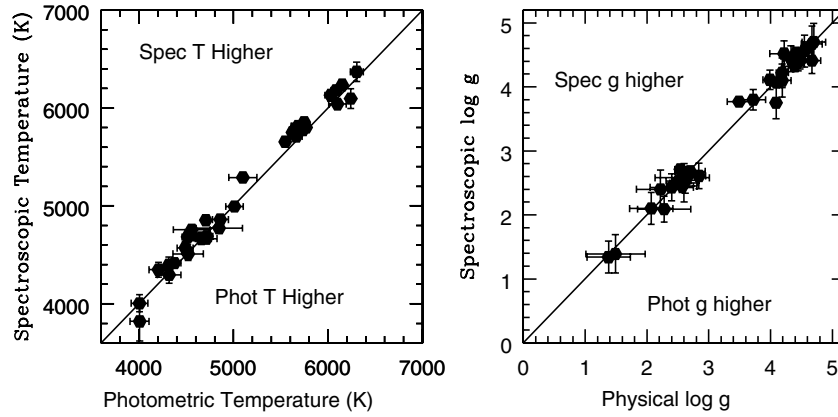 7000
6000
5000
4000
Spectroscopic Temperature (K)
Spec T Higher
Phot T Higher
4000
5000
6000
7000
Photometric Temperature (K)
5
4
3
2
1
0
Spectroscopic log g
Spec g higher
Phot g higher
0
1
2
3
4
5
Physical log g